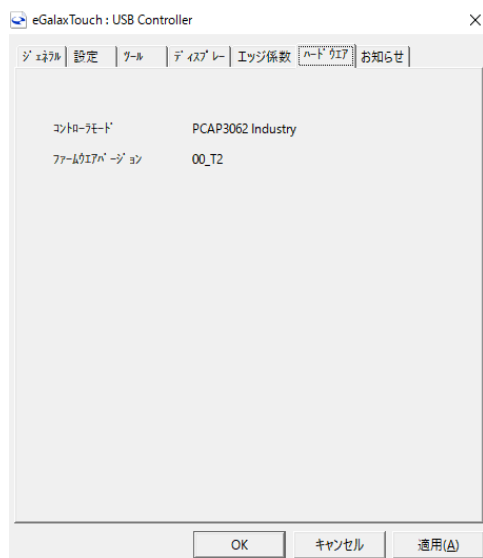 eGalaxTouch : USB Controller
ｼﾞｪﾈﾗﾙ 設定 ﾂｰﾙ ﾃﾞｨｽﾌﾟﾚｰ エッジ係数 ﾊｰﾄﾞｳｴｱ お知らせ
ｺﾝﾄﾛｰﾗﾓｰﾄﾞ PCAP3062 Industry
ﾌｧｰﾑｳｴｱﾊﾞｰｼﾞｮﾝ 00_T2
OK キャンセル 適用(A)